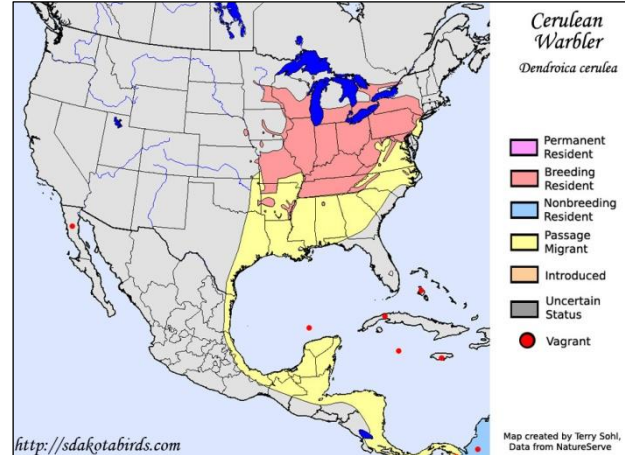 Cerulean
Warbler
Dendroica cerulea
Permanent
Resident
Breeding
Resident
Nonbreeding
Resident
Passage
Migrant
Introduced
Uncertain
Status
Vagrant
http://sdakotabirds.com
Map created by Terry Sohl,
Data from NatureServe